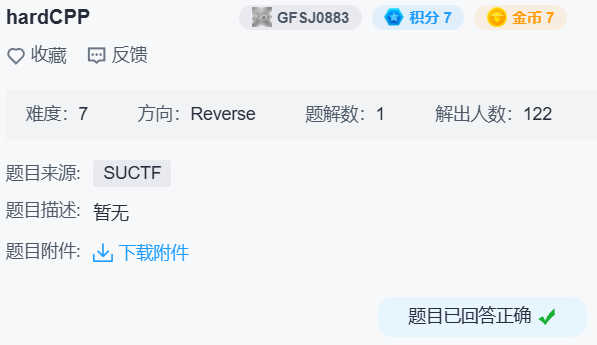 hardCPP GFSJ0883 积分 7 金币 7
收藏 反馈
难度：7 方向：Reverse 题解数：1 解出人数：122
题目来源： SUCTF
题目描述： 暂无
题目附件： 下载附件
题目已回答正确